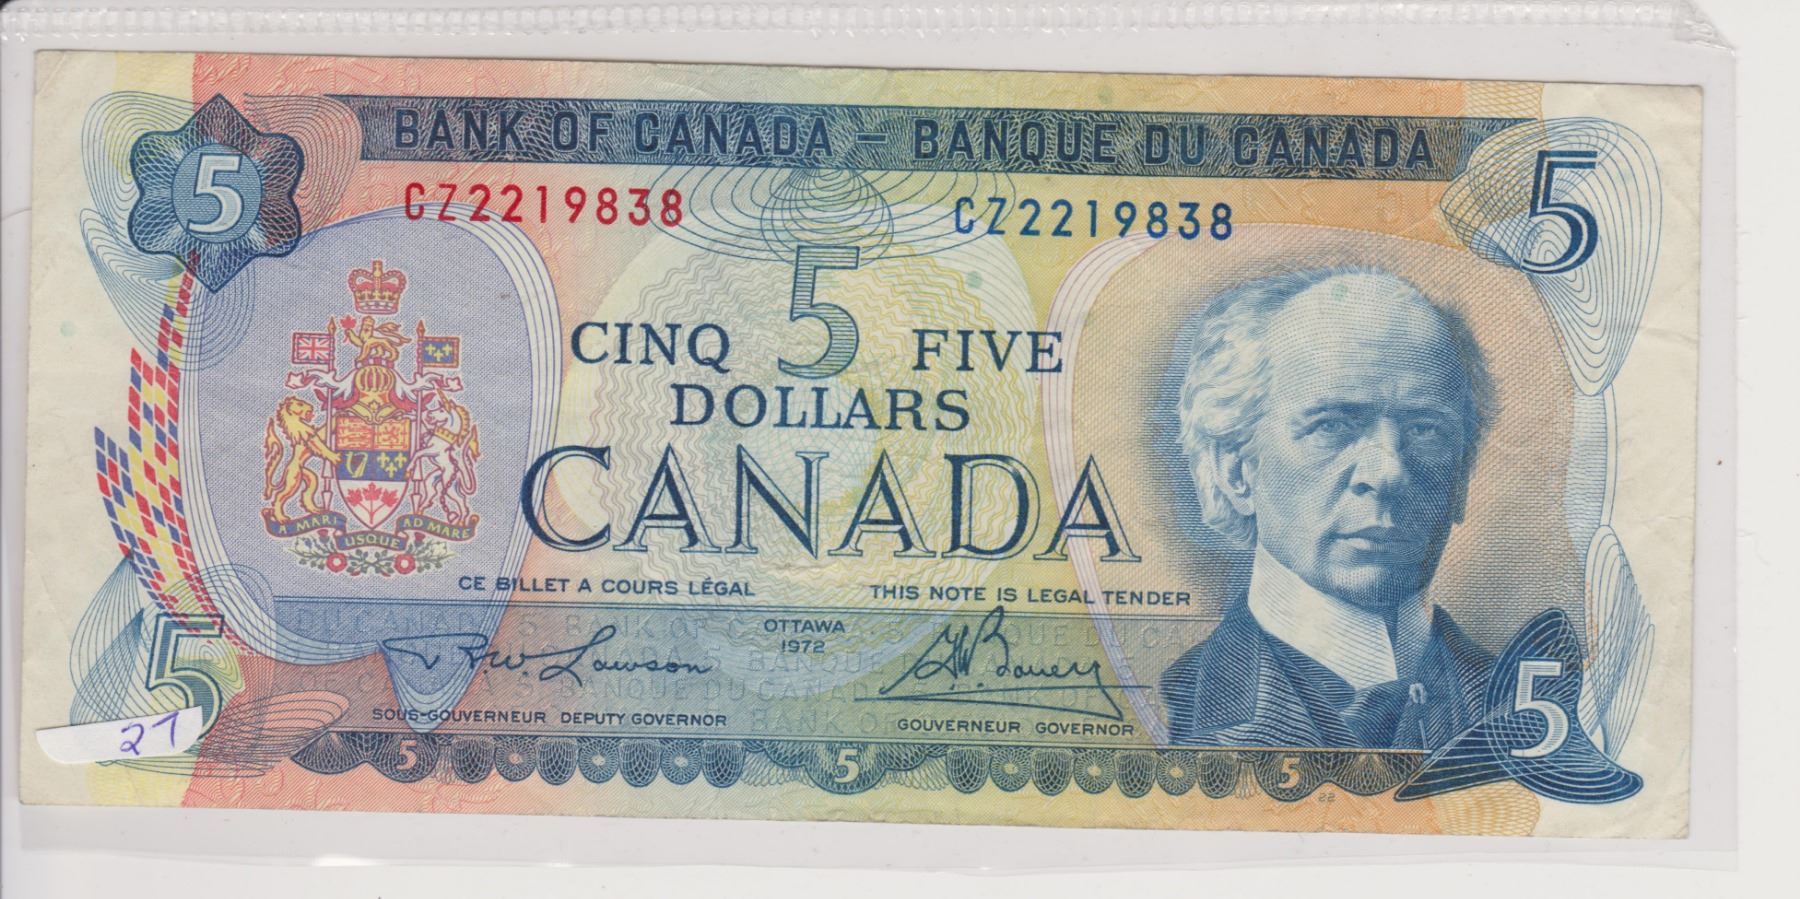 BANK OF CANADA – BANQUE DU CANADA
5
5
CZ2219838 CZ2219838
5
CINQ FIVE
DOLLARS
CANADA
A MARI USQUE AD MARE
CE BILLET A COURS LÉGAL THIS NOTE IS LEGAL TENDER
OTTAWA
1972
Lawson
SOUS-GOUVERNEUR DEPUTY GOVERNOR
GOUVERNEUR GOVERNOR
5
5
27
5 5 5
22